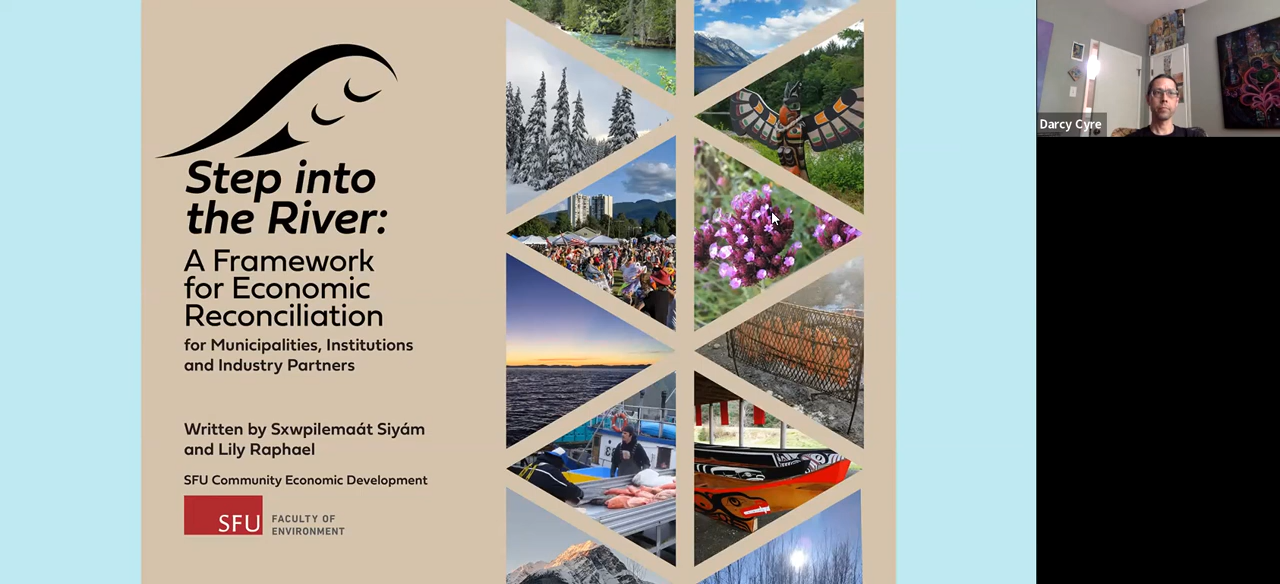 Step into
the River:
A Framework
for Economic
Reconciliation
for Municipalities, Institutions
and Industry Partners
Written by Sxwpilemaát Siyám
and Lily Raphael
SFU Community Economic Development
SFU
FACULTY OF
ENVIRONMENT
Darcy Cyre